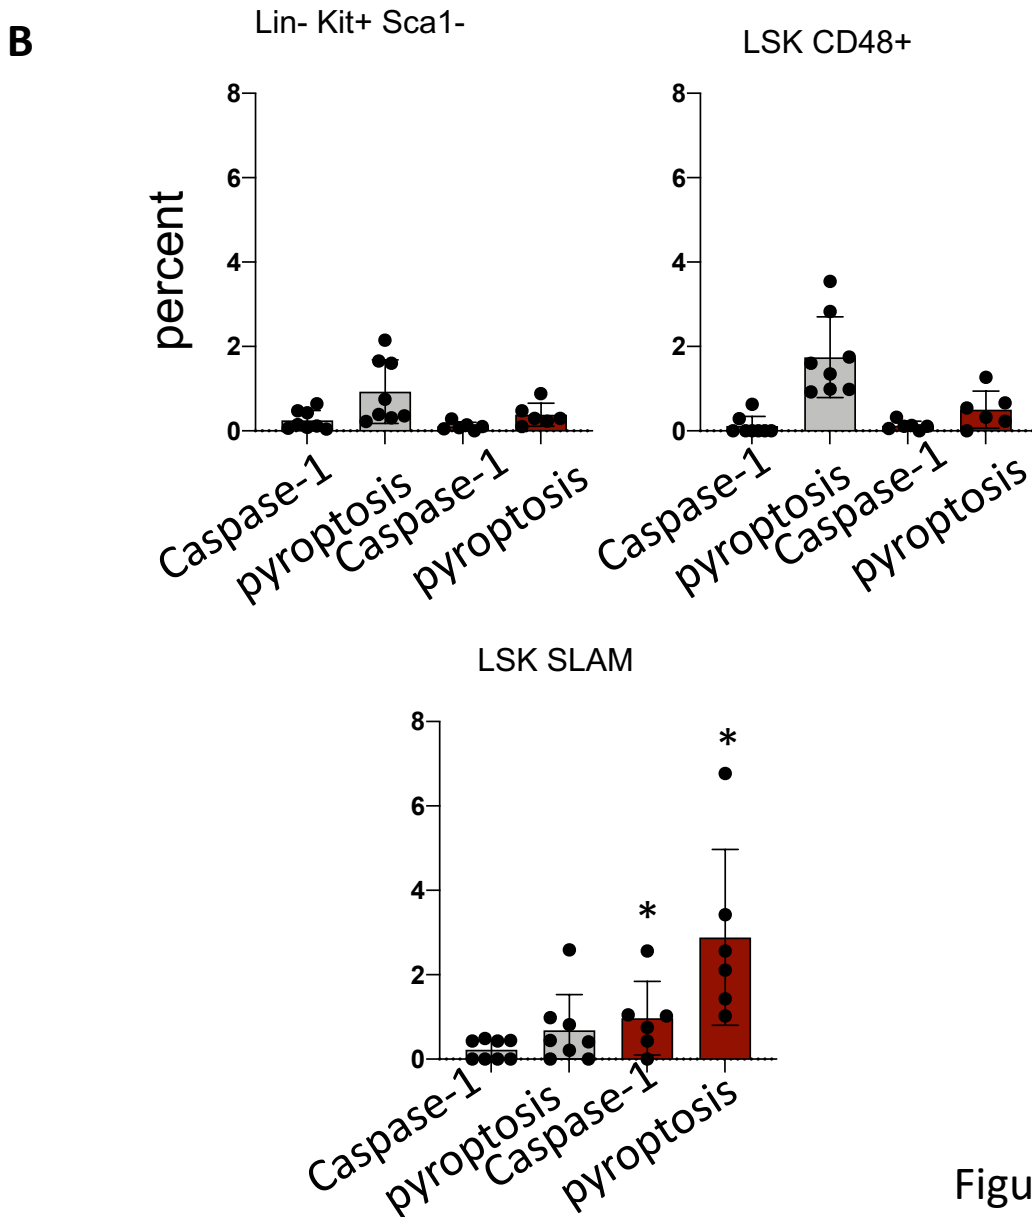 B
Lin- Kit+ Sca1-
LSK CD48+
percent
8
6
4
2
0
Caspase-1
pyroptosis
Caspase-1
pyroptosis
8
6
4
2
0
Caspase-1
pyroptosis
Caspase-1
pyroptosis
LSK SLAM
8
6
4
2
0
*
*
Caspase-1
pyroptosis
Caspase-1
pyroptosis
Figu